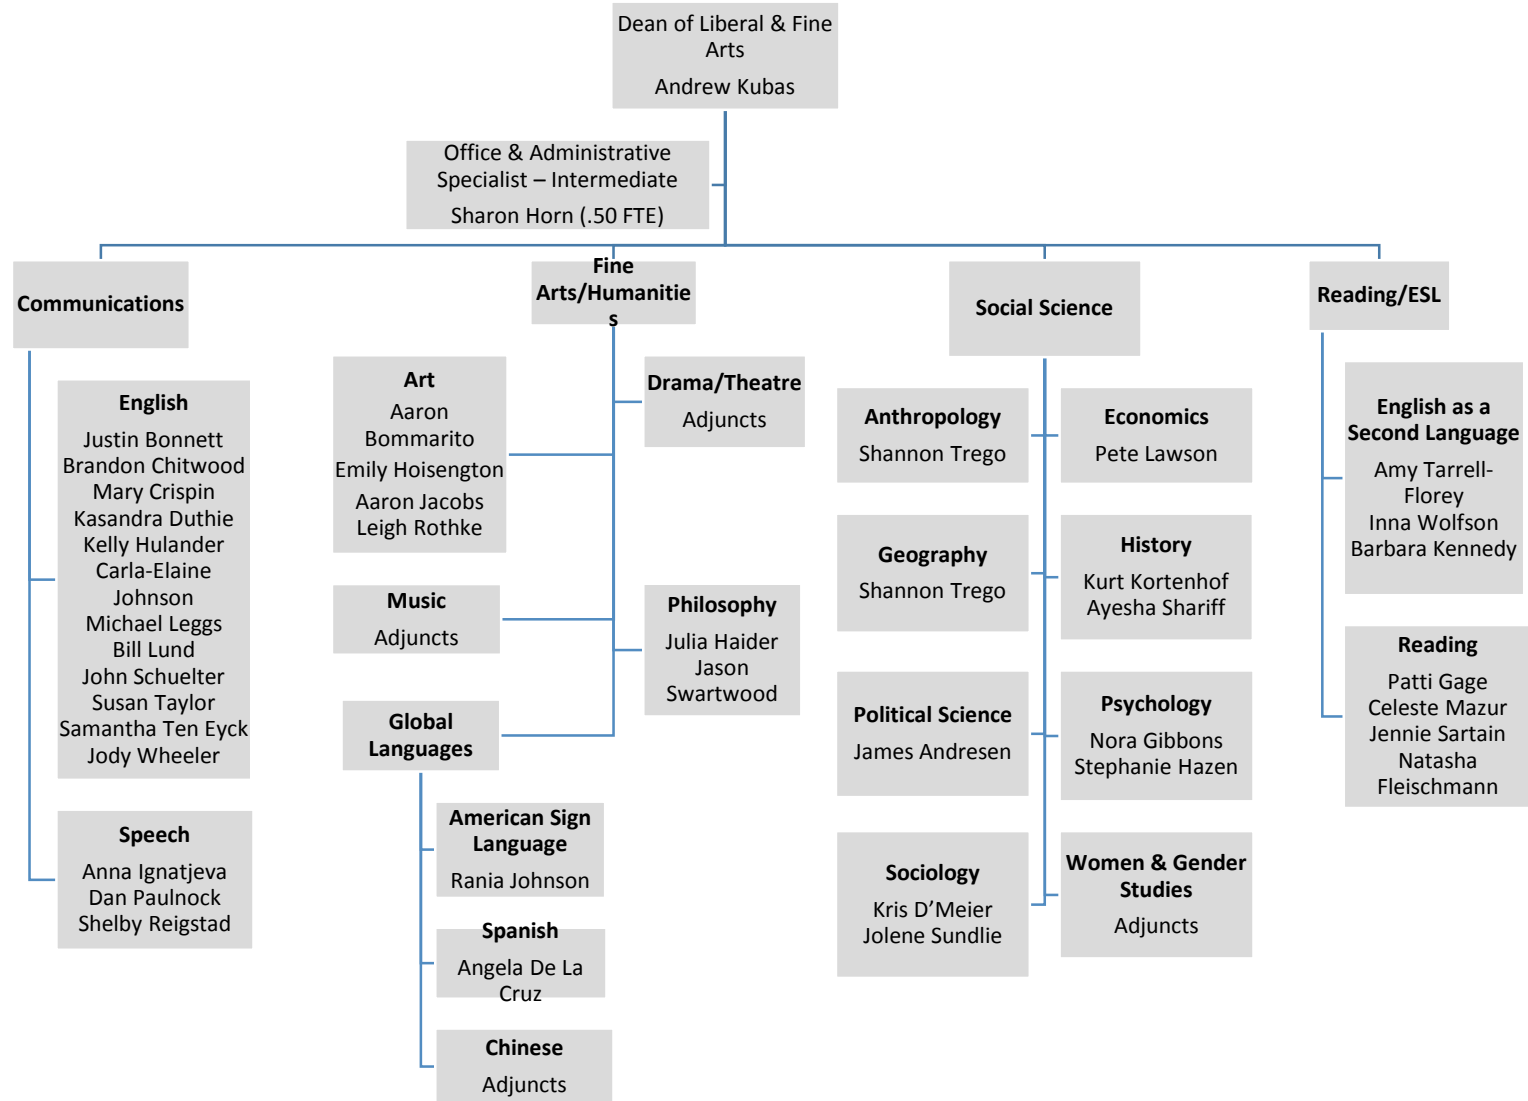 Dean of Liberal & Fine
Arts
Andrew Kubas
Office & Administrative
Specialist – Intermediate
Sharon Horn (.50 FTE)
Communications
English
Justin Bonnett
Brandon Chitwood
Mary Crispin
Kasandra Duthie
Kelly Hulander
Carla-Elaine
Johnson
Michael Leggs
Bill Lund
John Schuelter
Susan Taylor
Samantha Ten Eyck
Jody Wheeler
Speech
Anna Ignatjeva
Dan Paulnock
Shelby Reigstad
Fine
Arts/Humanitie
s
Art
Aaron
Bommarito
Emily Hoisengton
Aaron Jacobs
Leigh Rothke
Drama/Theatre
Adjuncts
Music
Adjuncts
Philosophy
Julia Haider
Jason
Swartwood
Global
Languages
American Sign
Language
Rania Johnson
Spanish
Angela De La
Cruz
Chinese
Adjuncts
Social Science
Anthropology
Shannon Trego
Economics
Pete Lawson
Geography
Shannon Trego
History
Kurt Kortenhof
Ayesha Shariff
Political Science
James Andresen
Psychology
Nora Gibbons
Stephanie Hazen
Sociology
Kris D’Meier
Jolene Sundlie
Women & Gender
Studies
Adjuncts
Reading/ESL
English as a
Second Language
Amy Tarrell-
Florey
Inna Wolfson
Barbara Kennedy
Reading
Patti Gage
Celeste Mazur
Jennie Sartain
Natasha
Fleischmann